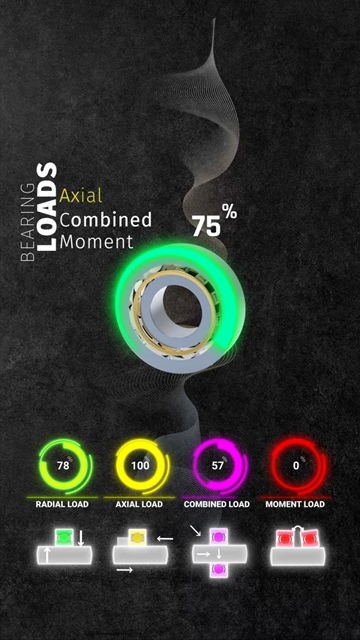 BEARING
LOADS
Axial
Combined
Moment
75%
78%
100%
57%
0%
RADIAL LOAD
AXIAL LOAD
COMBINED LOAD
MOMENT LOAD